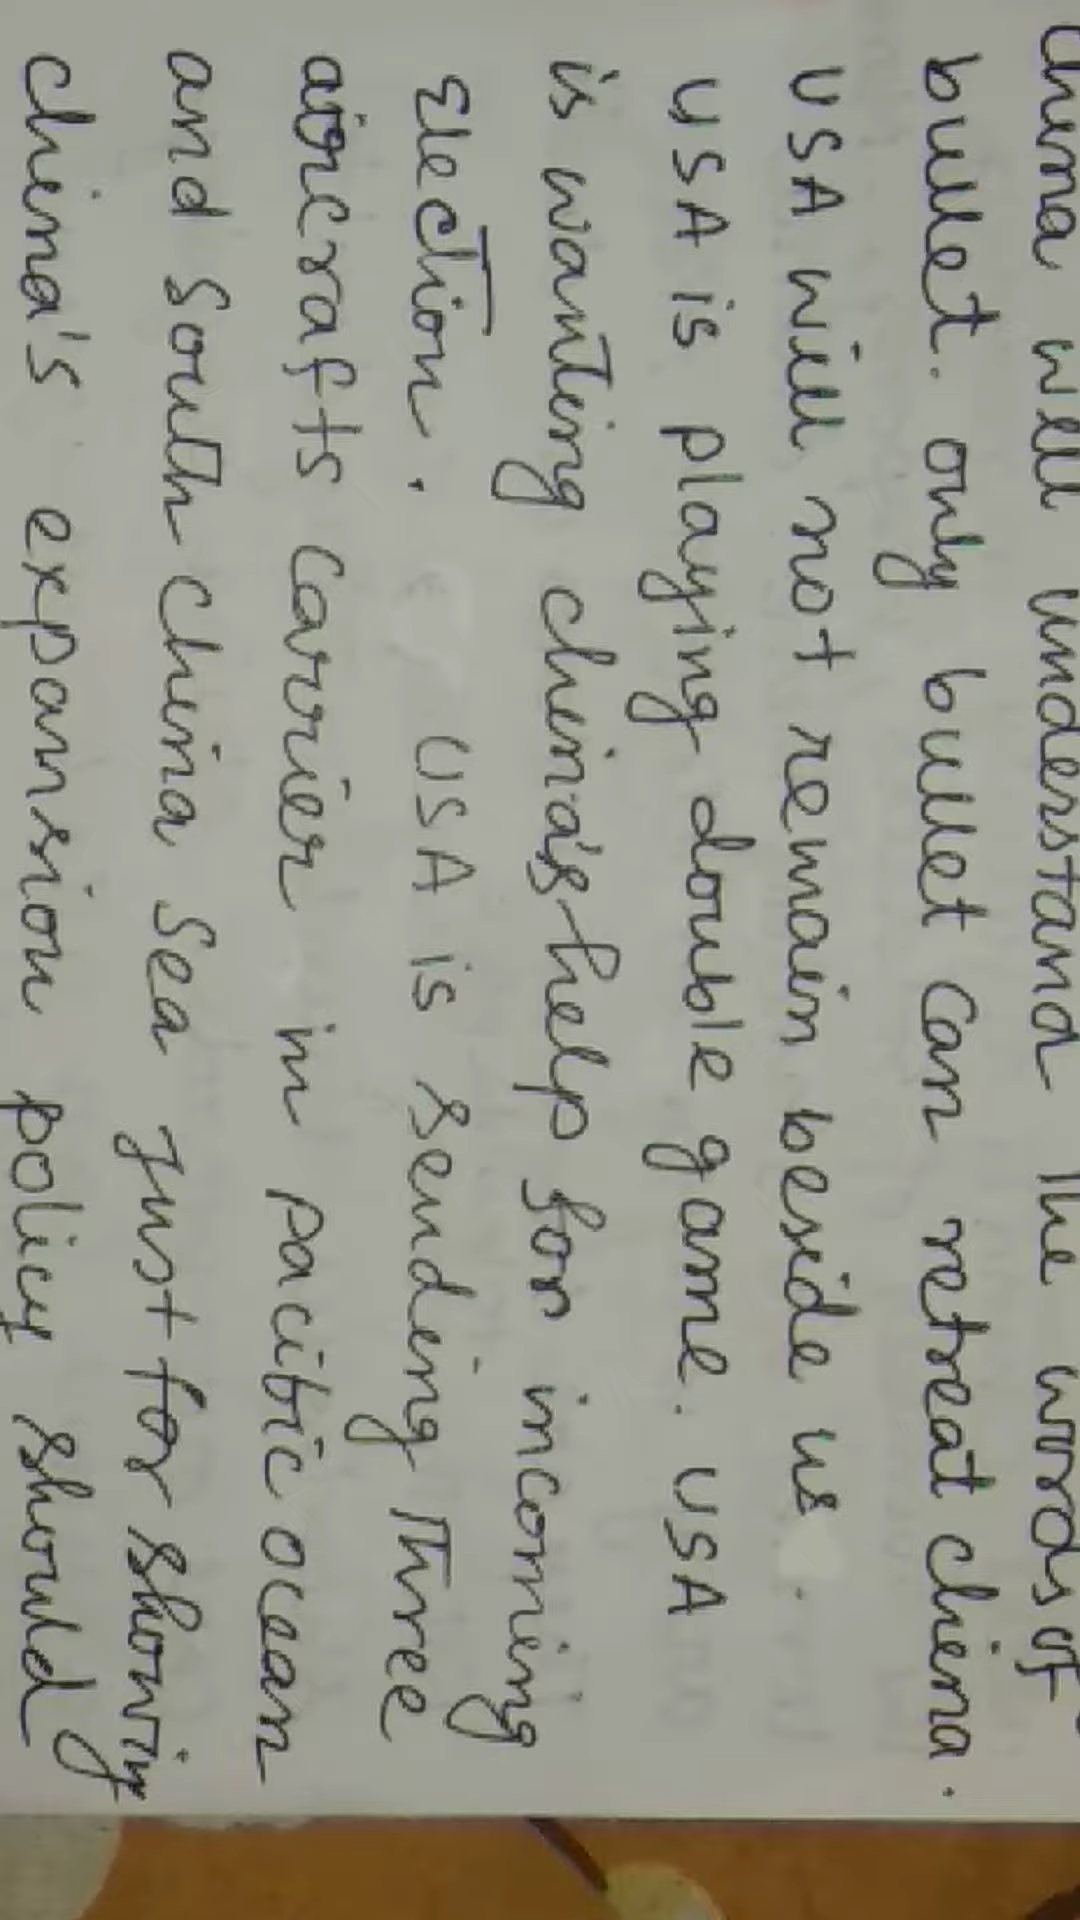 China will understand the words of
bullet. only bullet can retreat China.
USA will not remain beside us.
USA is playing double game. USA
is wanting china's help for incoming
Election. USA is sending Three
aircrafts carrier in pacific ocean
and South China Sea just for showing
China's expansion policy should